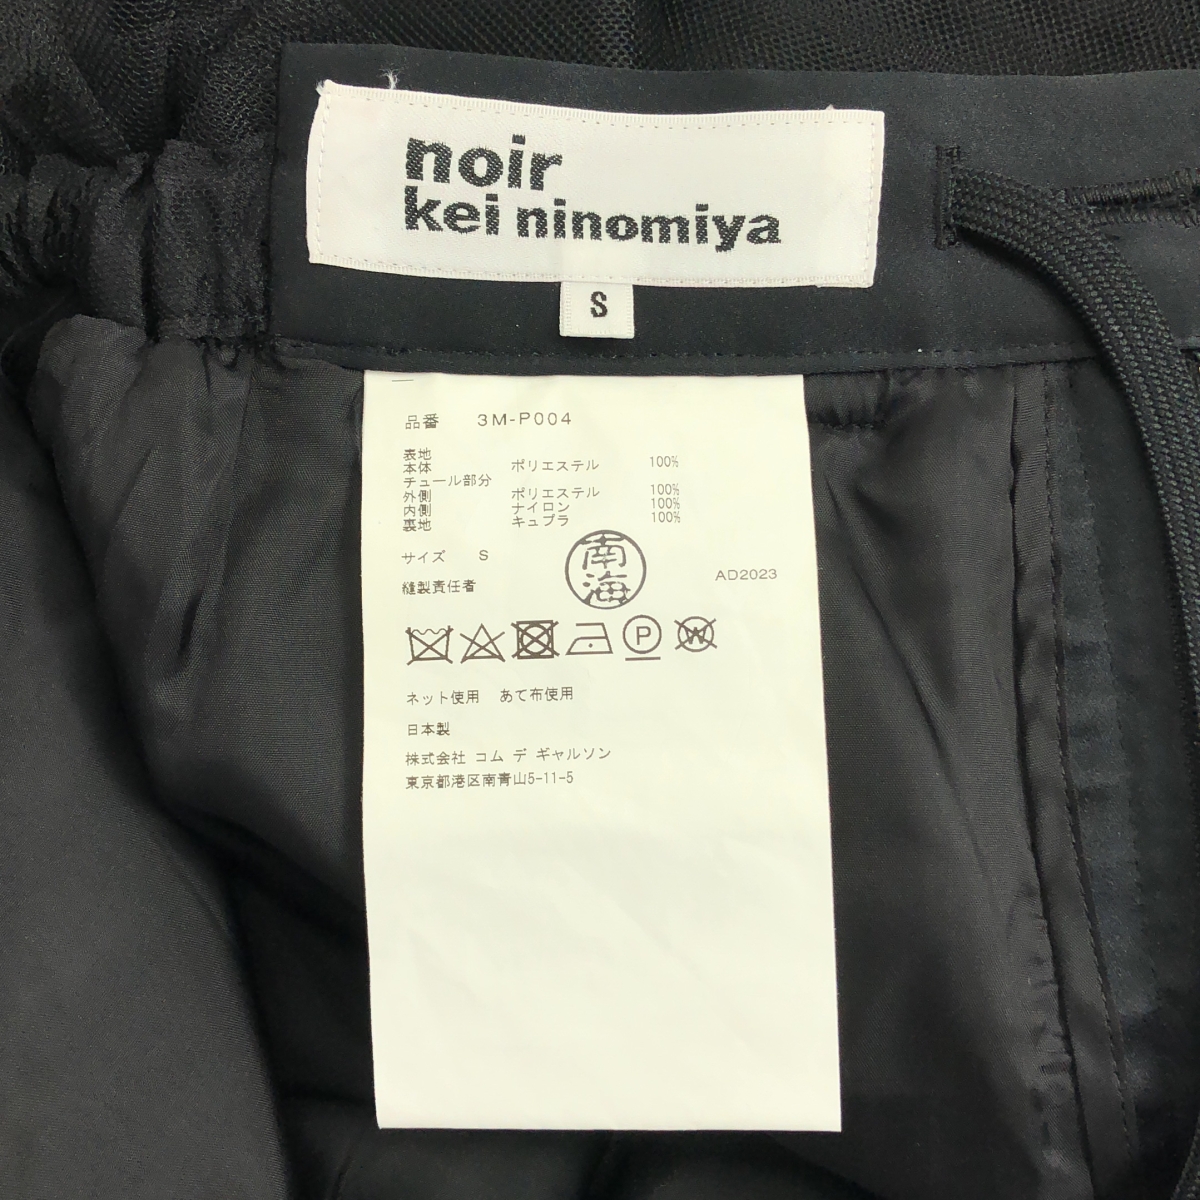 noir
kei ninomiya
S
品番 3M-P004
表地
本体 ポリエステル 100%
チュール部分
外側 ポリエステル 100%
内側 ナイロン 100%
裏地 キュプラ 100%
サイズ S
縫製責任者 南海 AD2023
P W
ネット使用 あて布使用
日本製
株式会社 コム デ ギャルソン
東京都港区南青山5-11-5